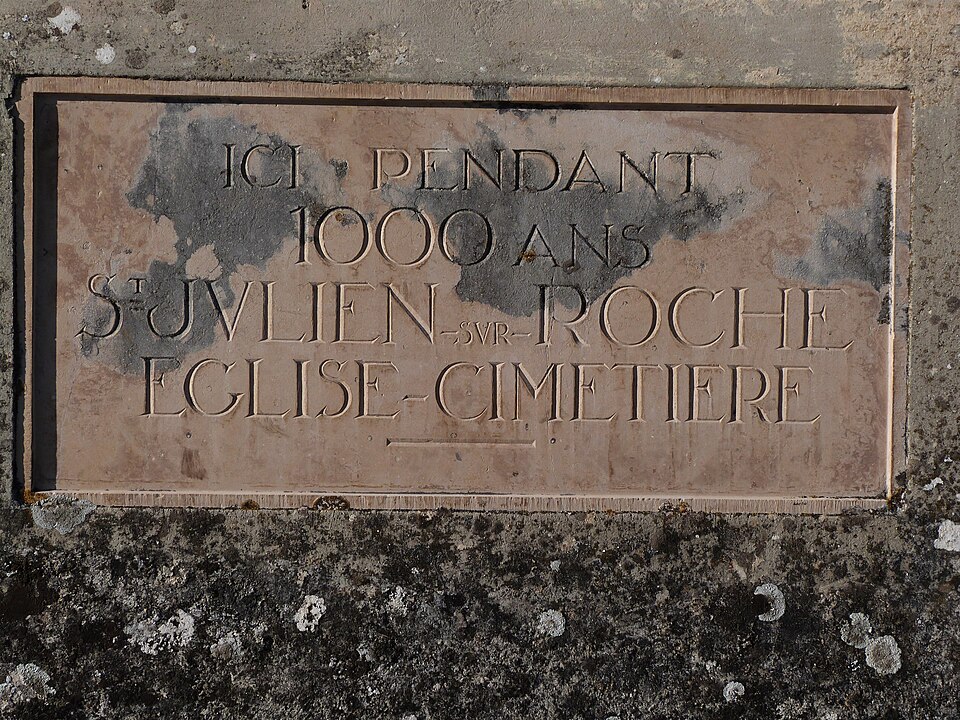 ICI PENDANT
1000 ANS
ST JVLIEN-SVR-ROCHE
EGLISE-CIMETIERE